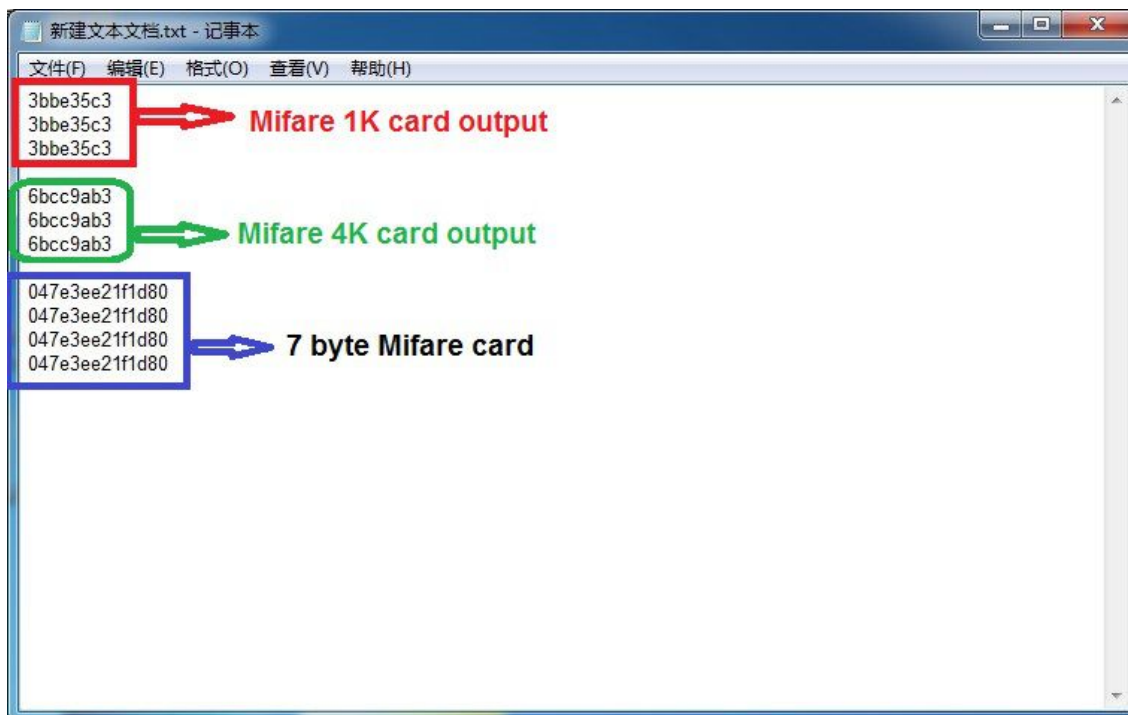 新建文本文档.txt - 记事本
文件(F) 编辑(E) 格式(O) 查看(V) 帮助(H)
3bbe35c3
3bbe35c3
3bbe35c3
Mifare 1K card output
6bcc9ab3
6bcc9ab3
6bcc9ab3
Mifare 4K card output
047e3ee21f1d80
047e3ee21f1d80
047e3ee21f1d80
047e3ee21f1d80
7 byte Mifare card